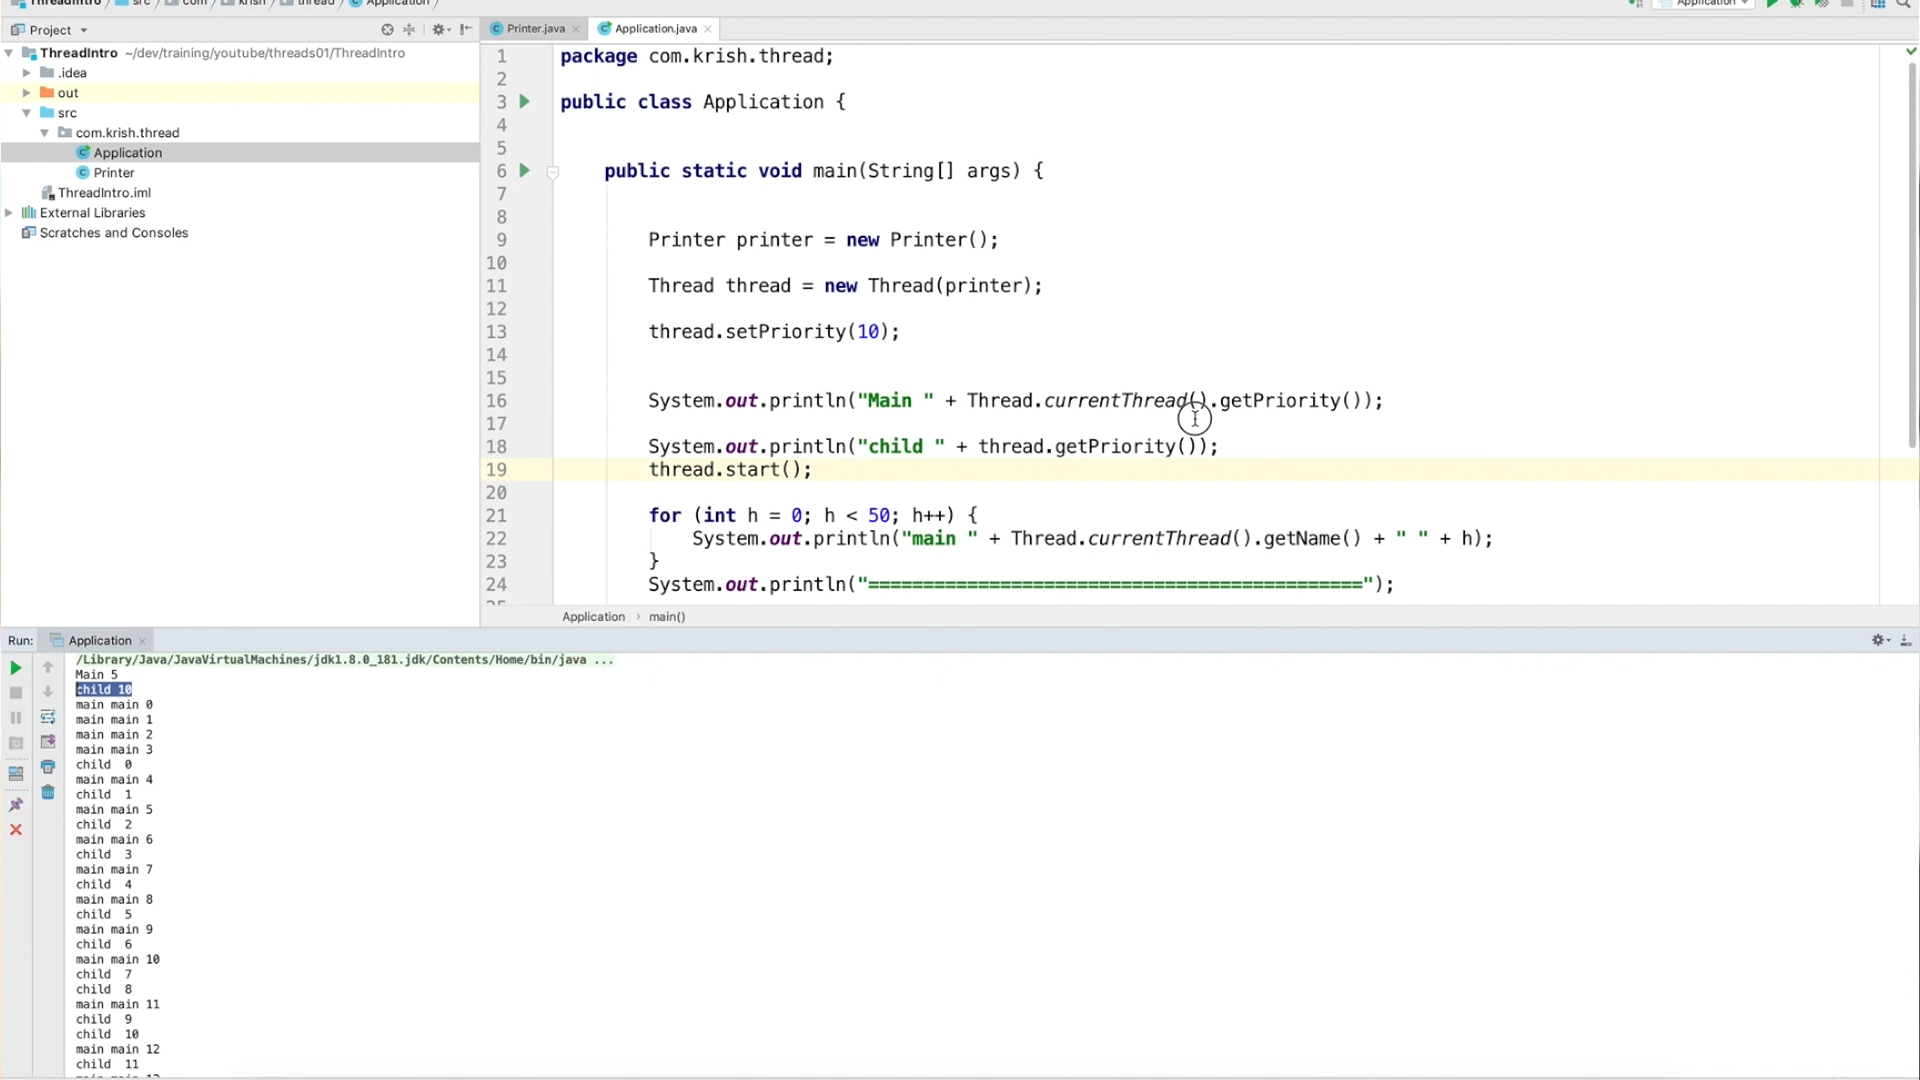 ThreadIntro src com krish thread Application
Application
Project
Printer.java
Application.java
ThreadIntro ~/dev/training/youtube/threads01/ThreadIntro
.idea
out
src
com.krish.thread
Application
Printer
ThreadIntro.iml
External Libraries
Scratches and Consoles
1 package com.krish.thread;
2
3 public class Application {
4
5
6 public static void main(String[] args) {
7
8
9 Printer printer = new Printer();
10
11 Thread thread = new Thread(printer);
12
13 thread.setPriority(10);
14
15
16 System.out.println("Main " + Thread.currentThread().getPriority());
17
18 System.out.println("child " + thread.getPriority());
19 thread.start();
20
21 for (int h = 0; h < 50; h++) {
22 System.out.println("main " + Thread.currentThread().getName() + " " + h);
23 }
24 System.out.println("=============================================");
25
Application › main()
Run: Application
/Library/Java/JavaVirtualMachines/jdk1.8.0_181.jdk/Contents/Home/bin/java ...
Main 5
child 10
main main 0
main main 1
main main 2
main main 3
child  0
main main 4
child  1
main main 5
child  2
main main 6
child  3
main main 7
child  4
main main 8
child  5
main main 9
child  6
main main 10
child  7
child  8
main main 11
child  9
child  10
main main 12
child  11
main main 13